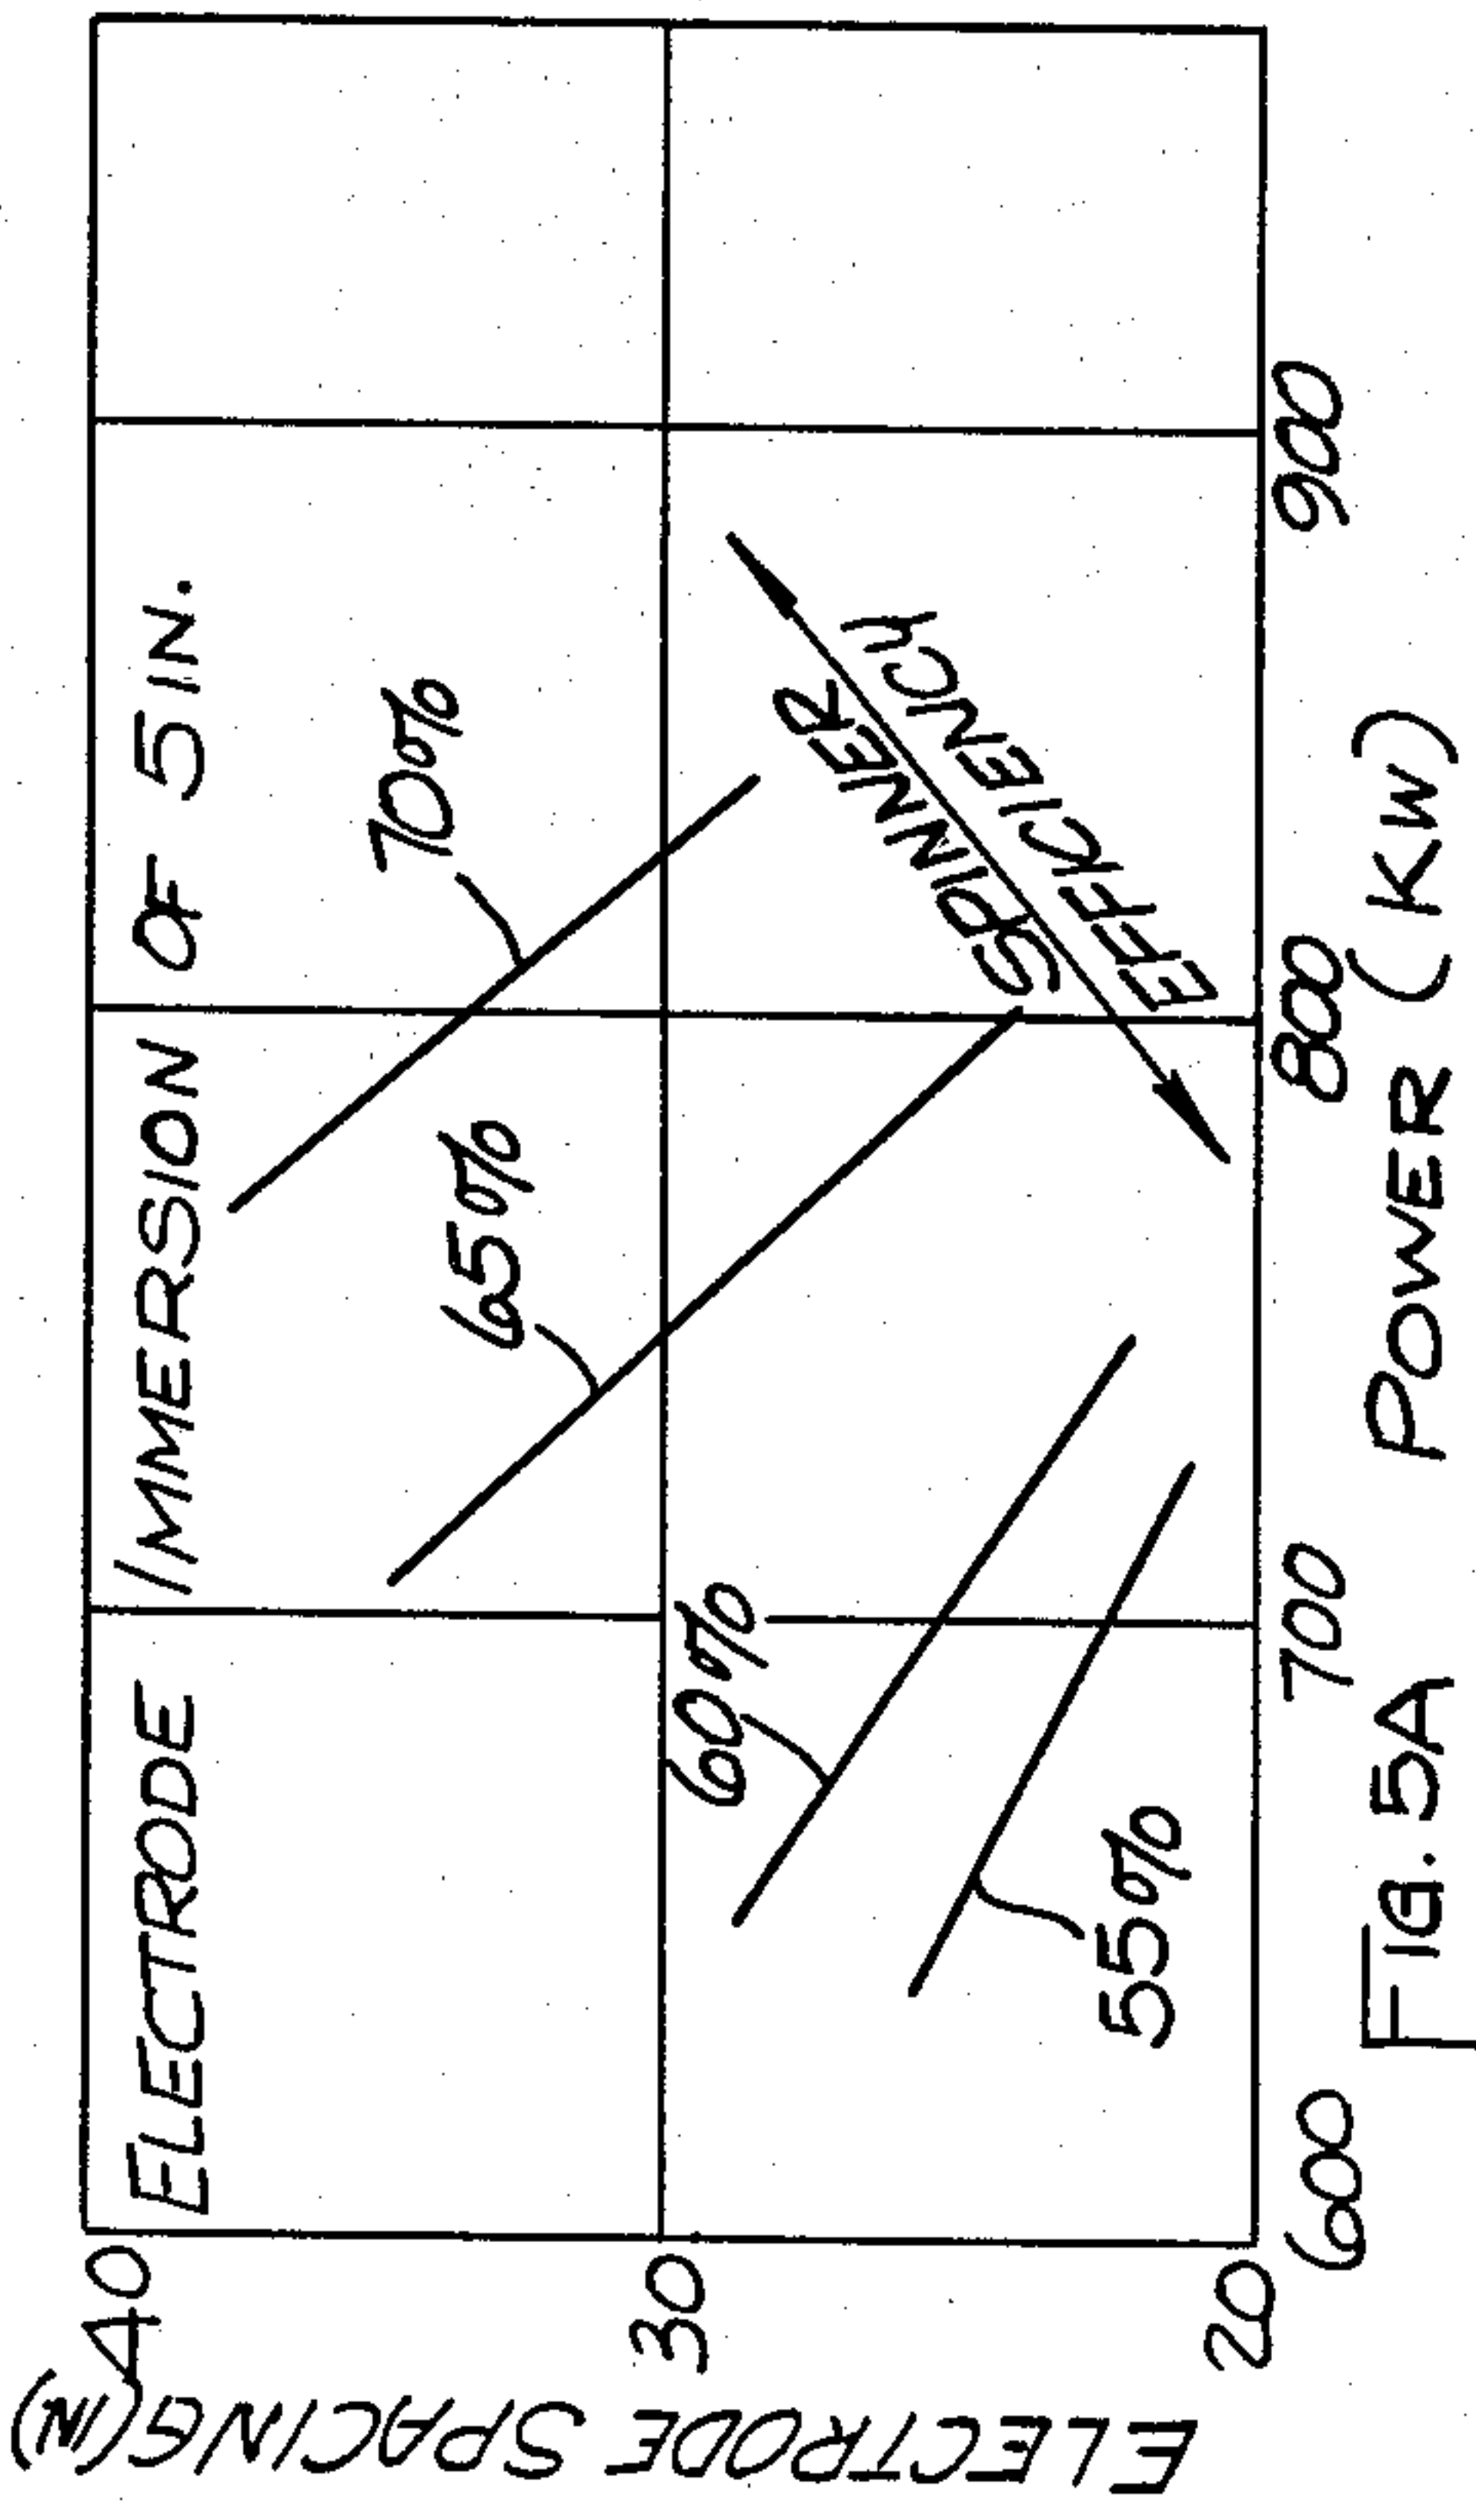 ELECTRODE IMMERSION OF 5 IN.
70%
65%
60%
55%
JOINER
EFFICIENCY
40
30
20
ELECTRODE SPACING (IN)
600
700
800
900
POWER (KW)
FIG. 5A